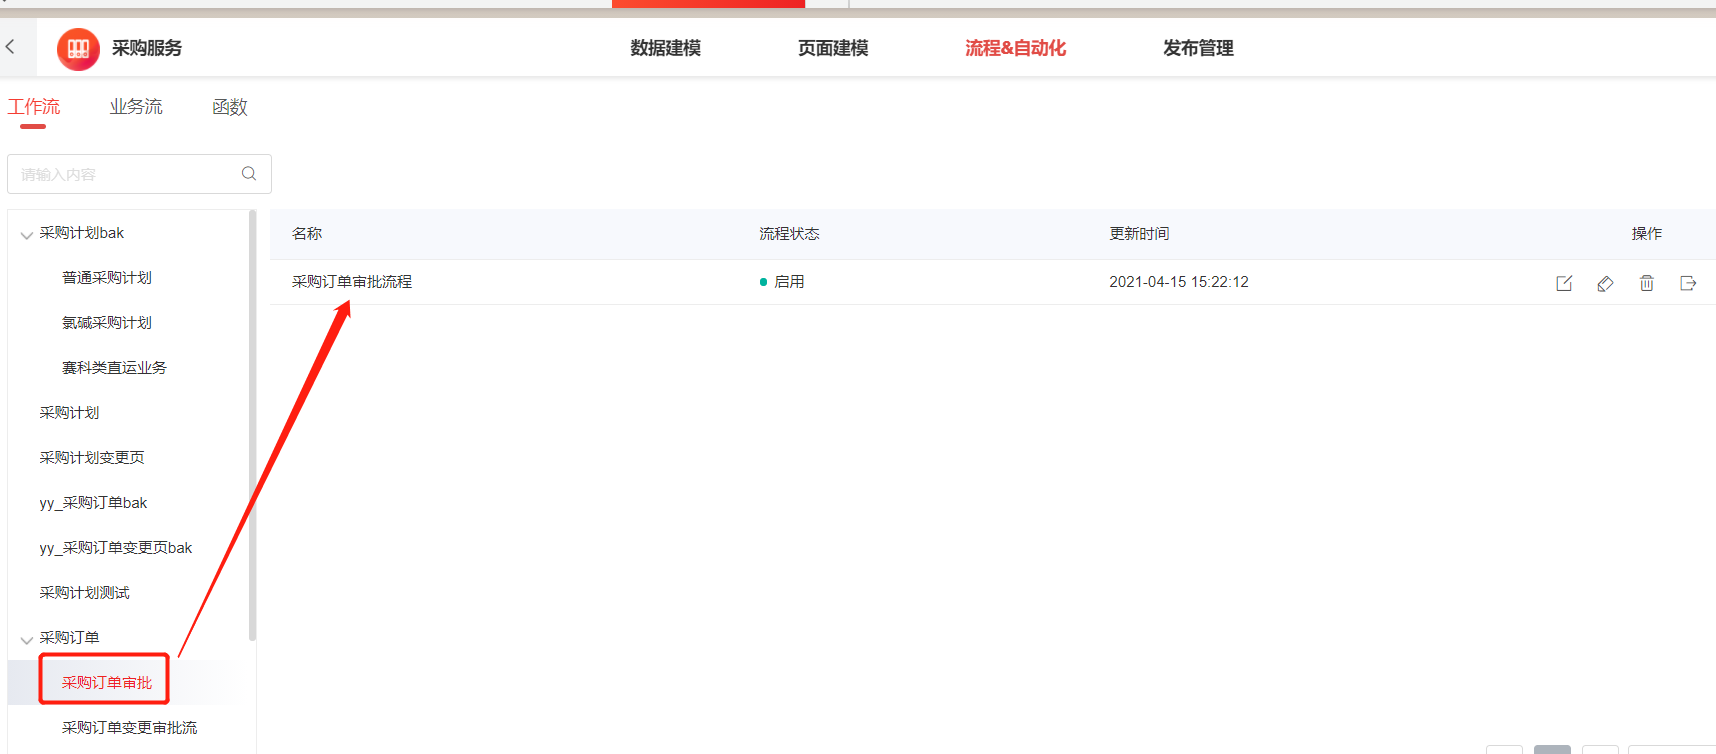 采购服务
数据建模
页面建模
流程&自动化
发布管理
工作流
业务流
函数
请输入内容
采购计划bak
普通采购计划
氯碱采购计划
赛科类直运业务
采购计划
采购计划变更页
yy_采购订单bak
yy_采购订单变更页bak
采购计划测试
采购订单
采购订单审批
采购订单变更审批流
名称 流程状态 更新时间 操作
采购订单审批流程 启用 2021-04-15 15:22:12